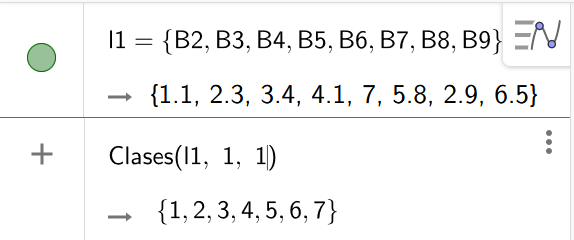 l1 = {B2, B3, B4, B5, B6, B7, B8, B9}
→ {1.1, 2.3, 3.4, 4.1, 7, 5.8, 2.9, 6.5}
Clases(l1, 1, 1)
→ {1, 2, 3, 4, 5, 6, 7}